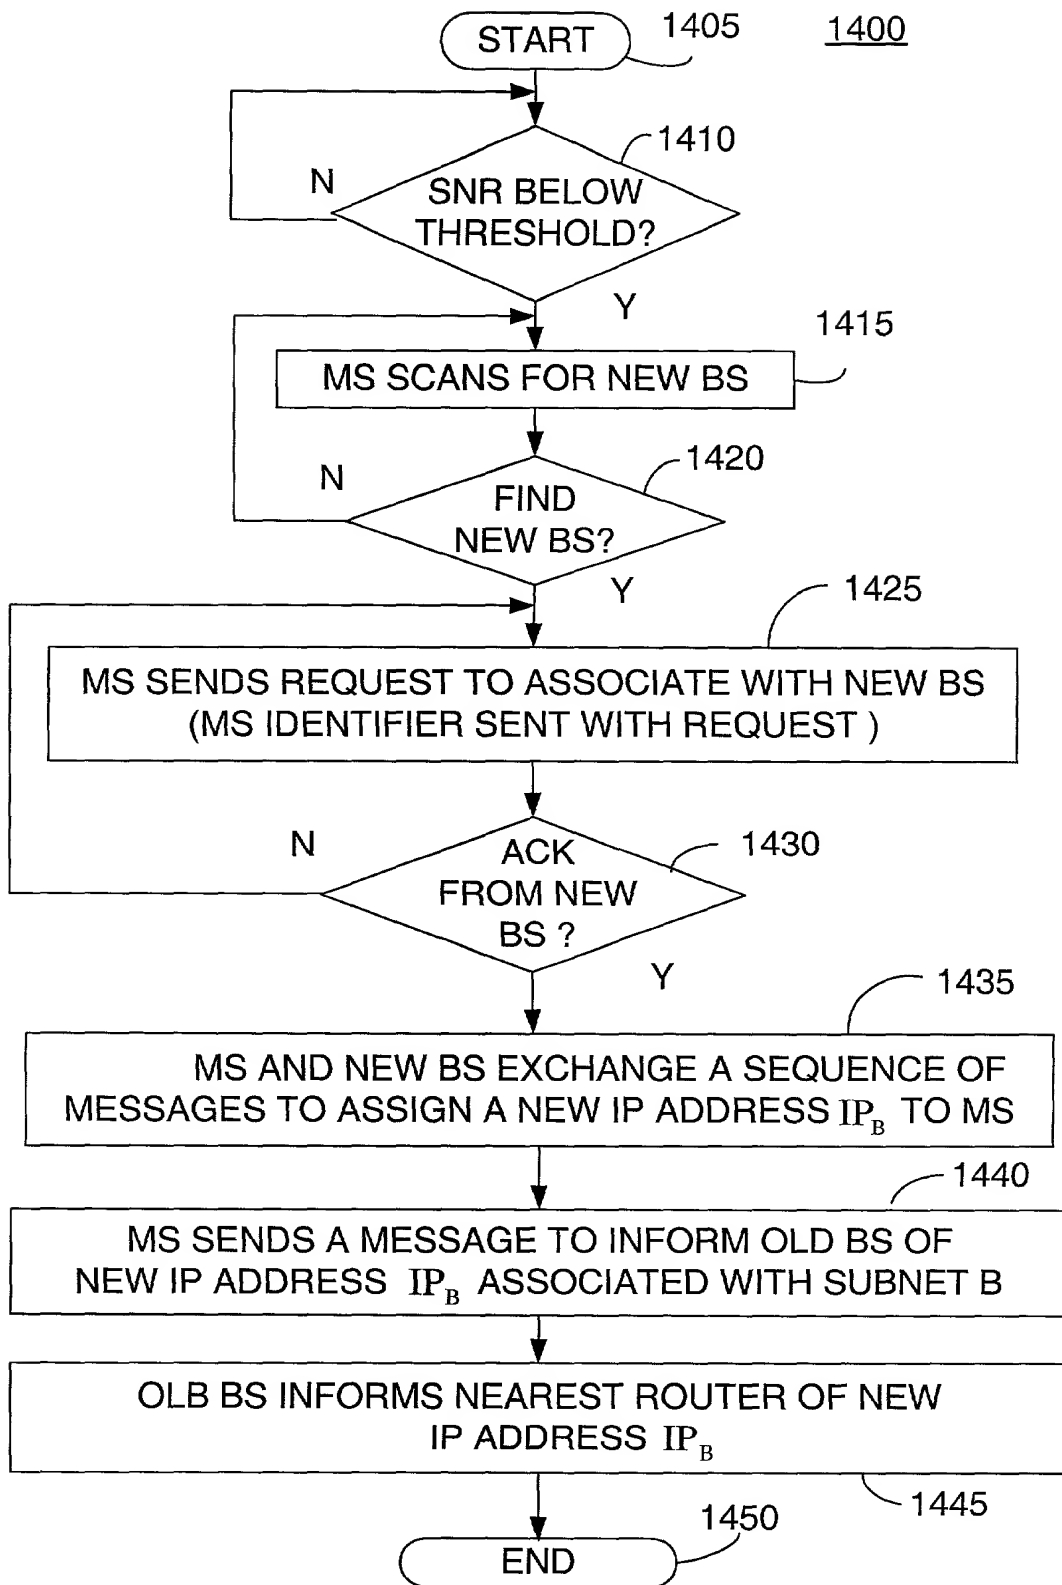 START
1405
1400
1410
N
SNR BELOW
THRESHOLD?
Y
1415
MS SCANS FOR NEW BS
1420
N
FIND
NEW BS?
Y
1425
MS SENDS REQUEST TO ASSOCIATE WITH NEW BS
(MS IDENTIFIER SENT WITH REQUEST )
N
1430
ACK
FROM NEW
BS ?
Y
1435
MS AND NEW BS EXCHANGE A SEQUENCE OF
MESSAGES TO ASSIGN A NEW IP ADDRESS IP_B TO MS
1440
MS SENDS A MESSAGE TO INFORM OLD BS OF
NEW IP ADDRESS IP_B ASSOCIATED WITH SUBNET B
OLB BS INFORMS NEAREST ROUTER OF NEW
IP ADDRESS IP_B
1445
1450
END